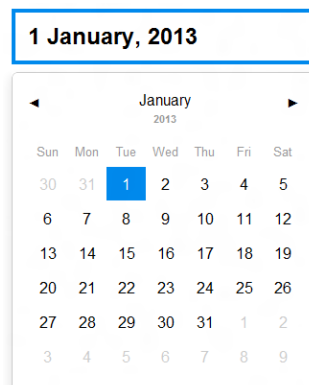 1 January, 2013
◀ January ▶
2013
Sun Mon Tue Wed Thu Fri Sat
30 31 1 2 3 4 5
6 7 8 9 10 11 12
13 14 15 16 17 18 19
20 21 22 23 24 25 26
27 28 29 30 31 1 2
3 4 5 6 7 8 9